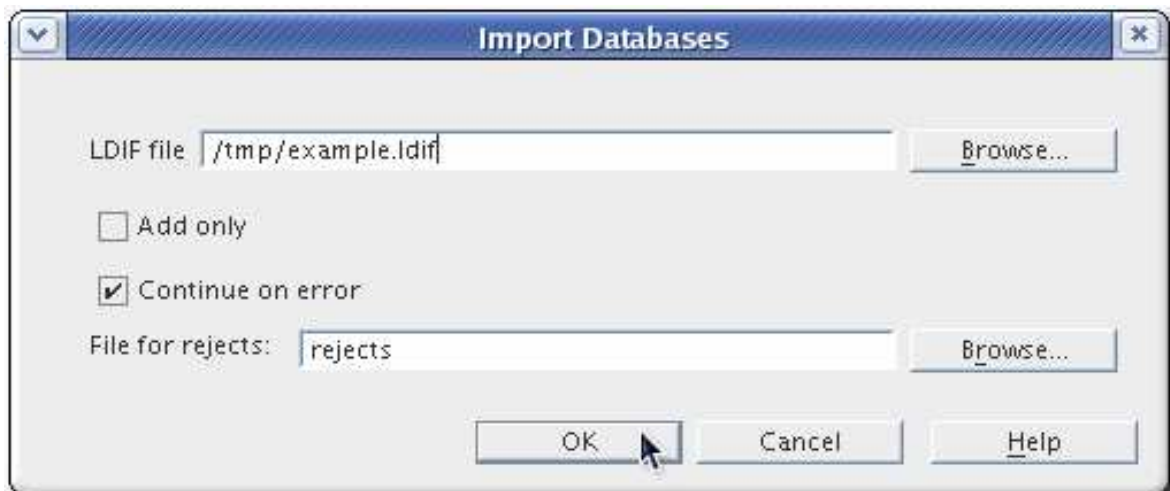 Import Databases
LDIF file /tmp/example.ldif Browse...
Add only
Continue on error
File for rejects: rejects Browse...
OK Cancel Help